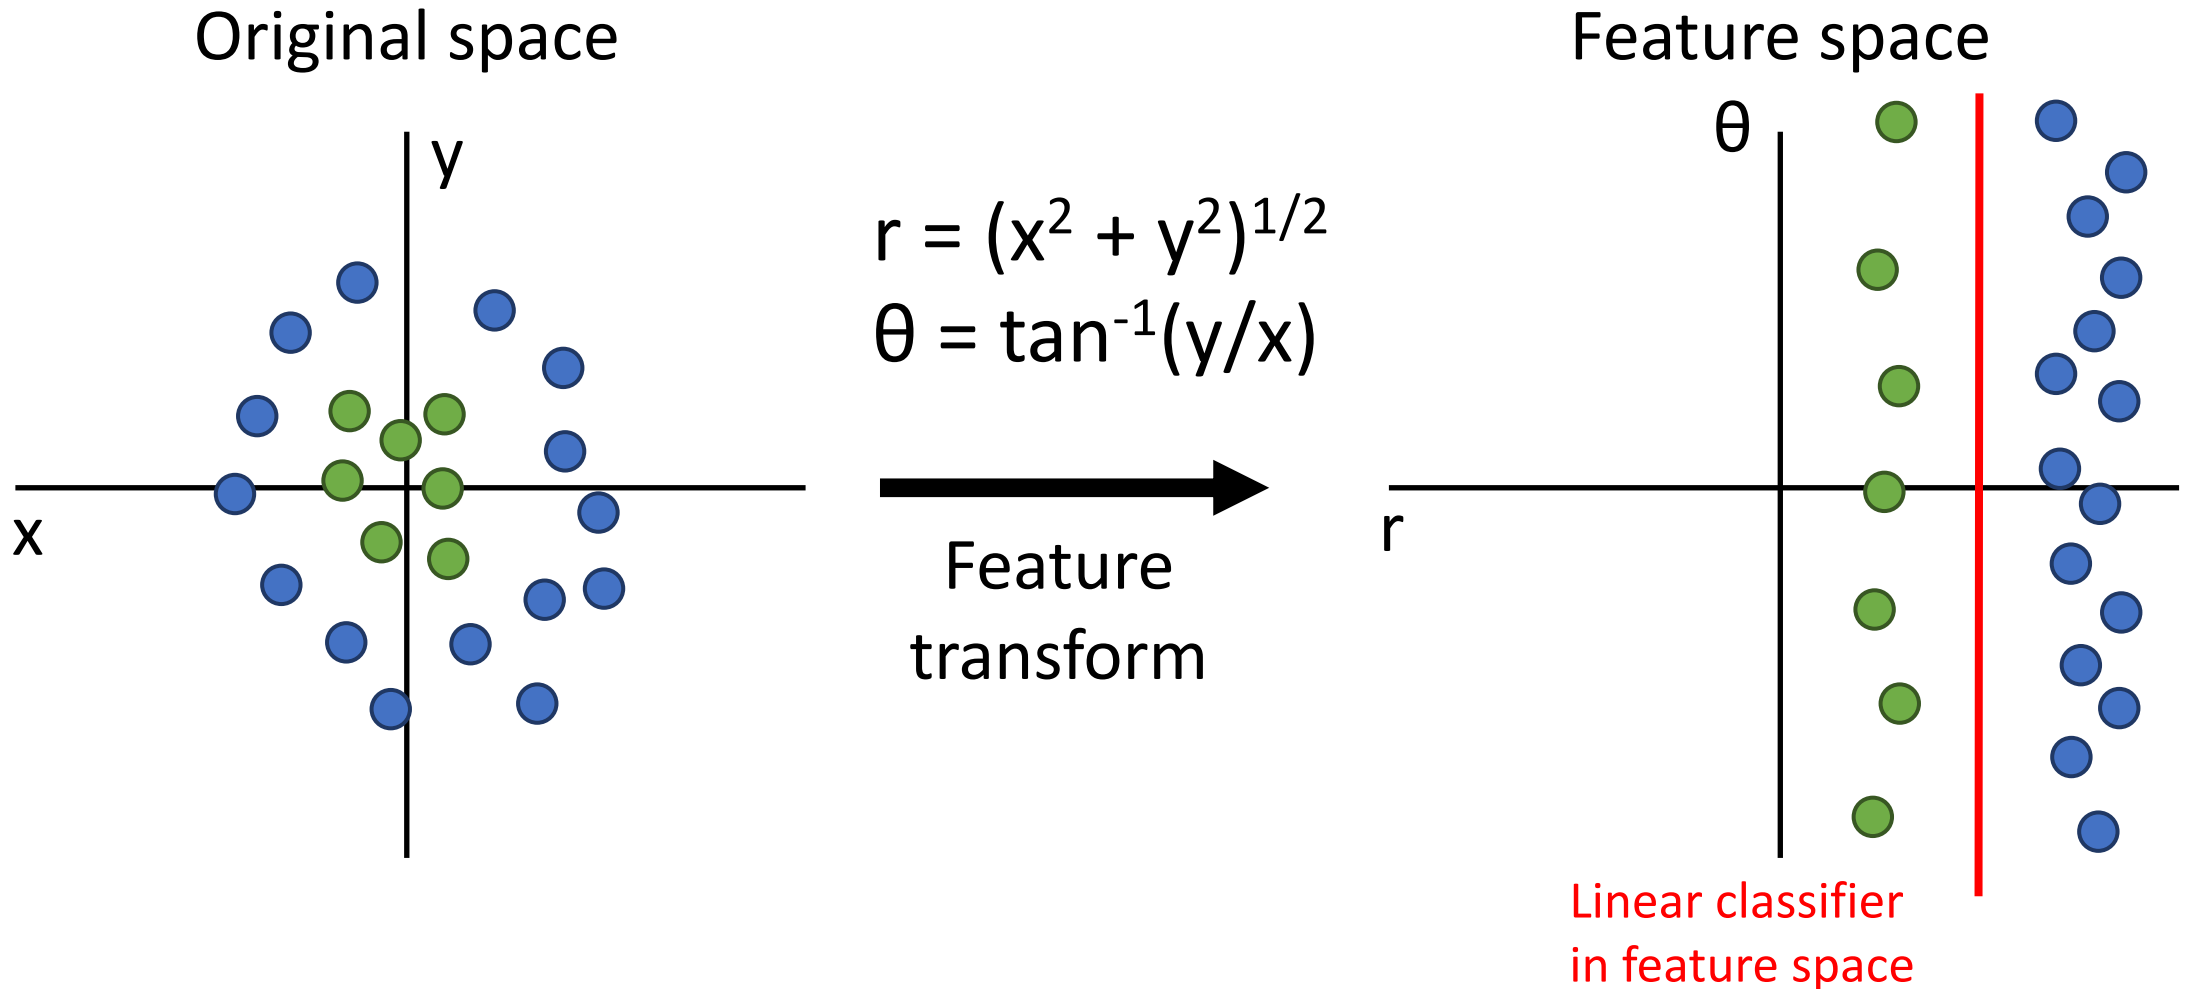 Original space
y
x
r = (x² + y²)¹/²
θ = tan⁻¹(y/x)
Feature
transform
Feature space
θ
r
Linear classifier
in feature space